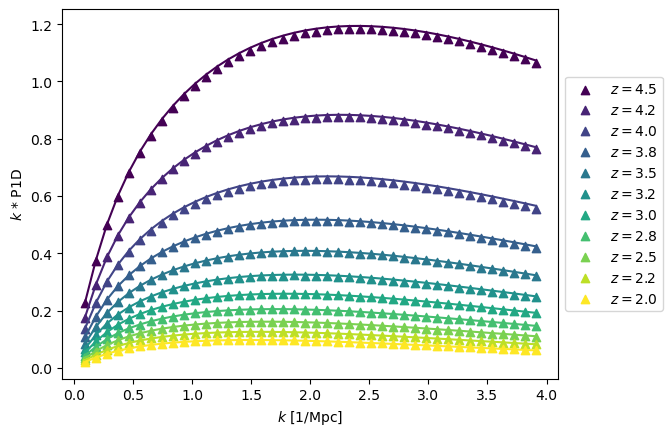 1.2
1.0
0.8
0.6
0.4
0.2
0.0
k * P1D
0.0 0.5 1.0 1.5 2.0 2.5 3.0 3.5 4.0
k [1/Mpc]
z = 4.5
z = 4.2
z = 4.0
z = 3.8
z = 3.5
z = 3.2
z = 3.0
z = 2.8
z = 2.5
z = 2.2
z = 2.0